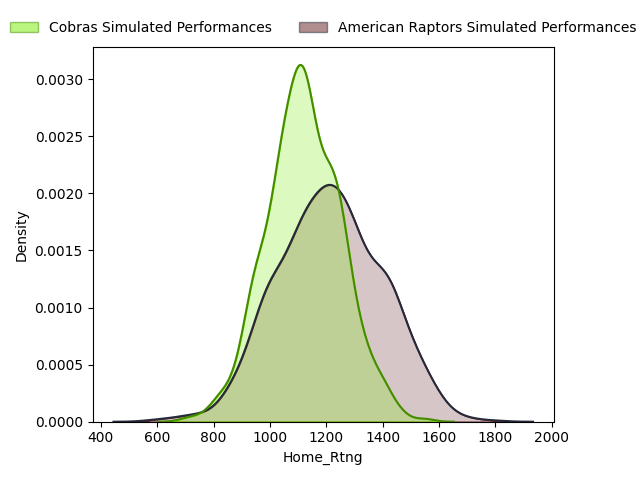 Cobras Simulated Performances American Raptors Simulated Performances
0.0030
0.0025
0.0020
0.0015
0.0010
0.0005
0.0000
Density
400 600 800 1000 1200 1400 1600 1800 2000
Home_Rtng